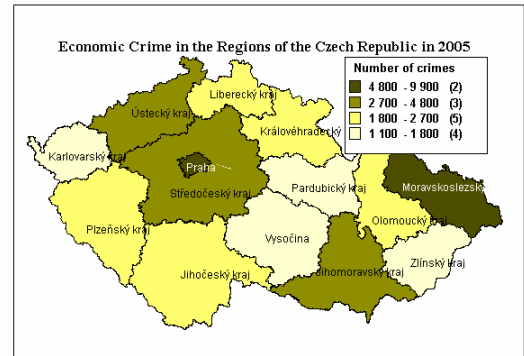 Economic Crime in the Regions of the Czech Republic in 2005
Number of crimes
4 800 - 9 900 (2)
2 700 - 4 800 (3)
1 800 - 2 700 (5)
1 100 - 1 800 (4)
Liberecký kraj
Ústecký kraj
Královéhradecký
Karlovarský kraj
Praha
Středočeský kraj
Pardubický kraj
Moravskoslezský
Plzeňský kraj
Olomoucký kraj
Vysočina
Zlínský kraj
Jihočeský kraj
Jihomoravský kraj